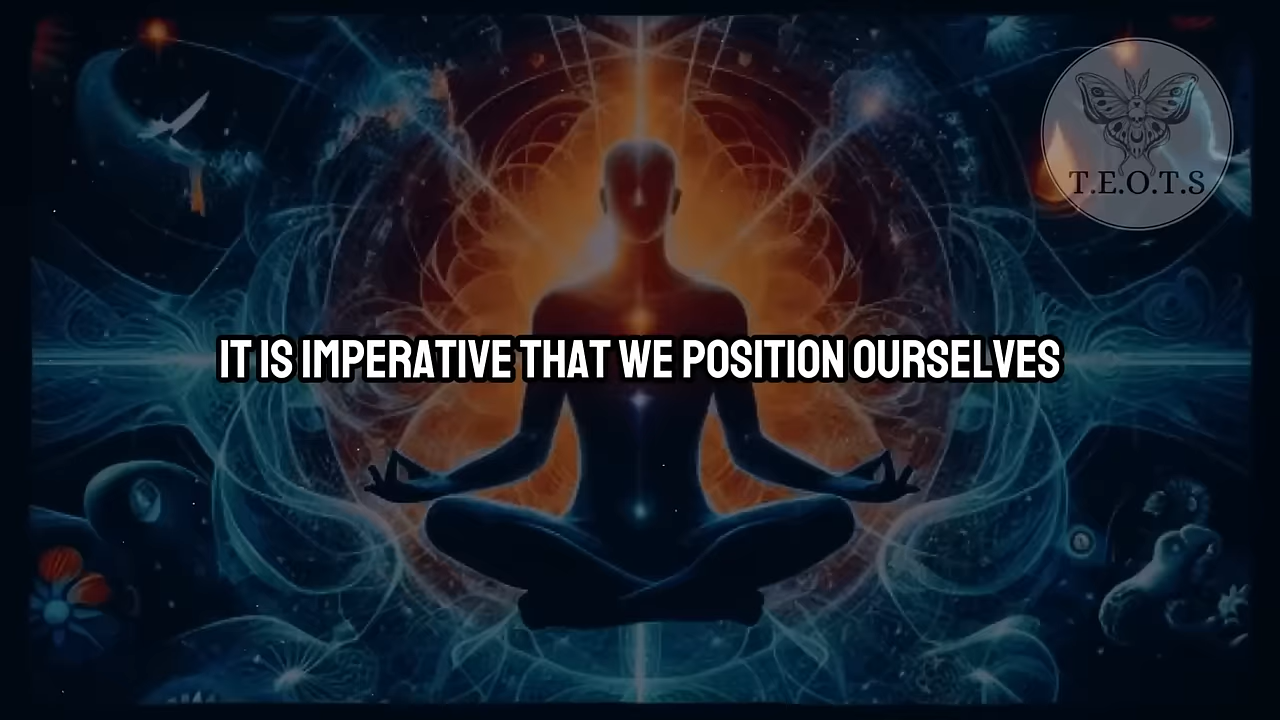 T.E.O.T.S
IT IS IMPERATIVE THAT WE POSITION OURSELVES